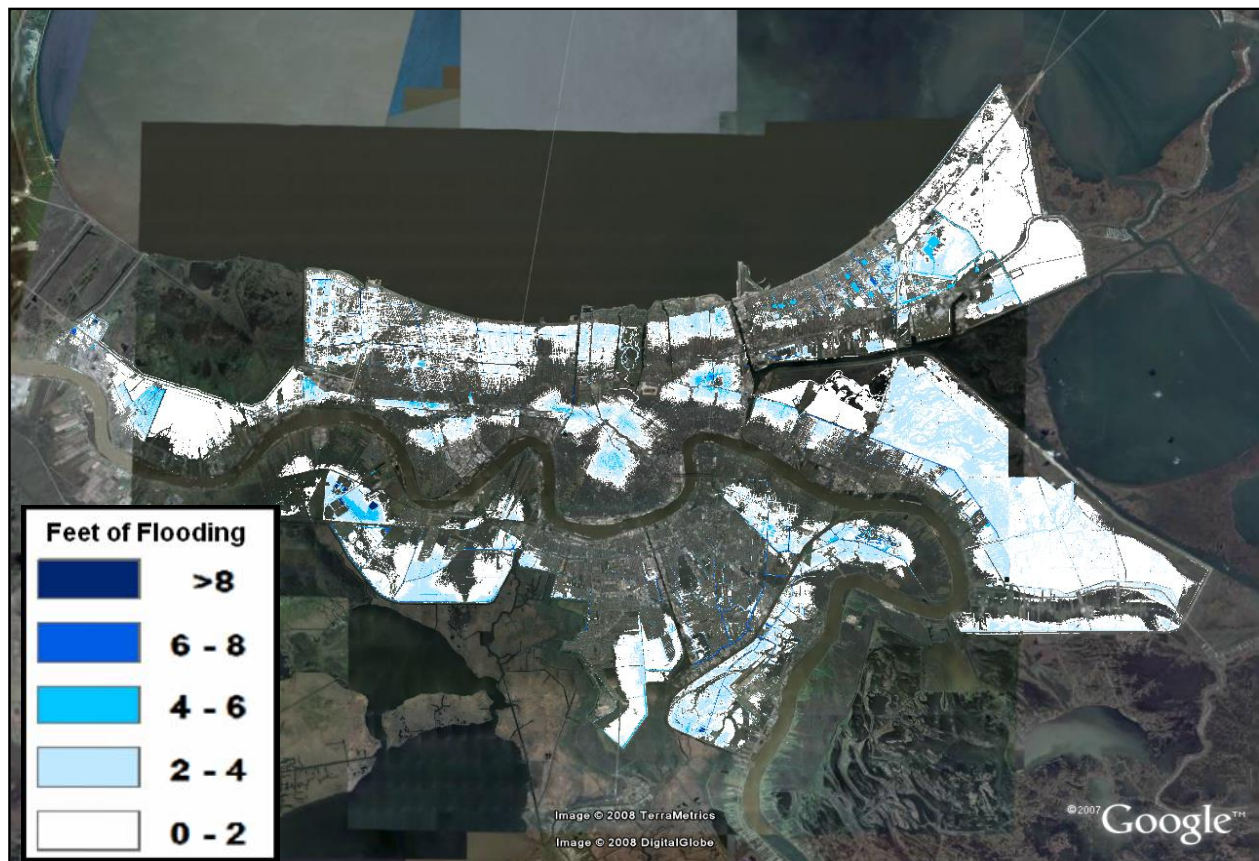 Feet of Flooding
>8
6 - 8
4 - 6
2 - 4
0 - 2
Image © 2008 TerraMetrics
Image © 2008 DigitalGlobe
©2007 Google™